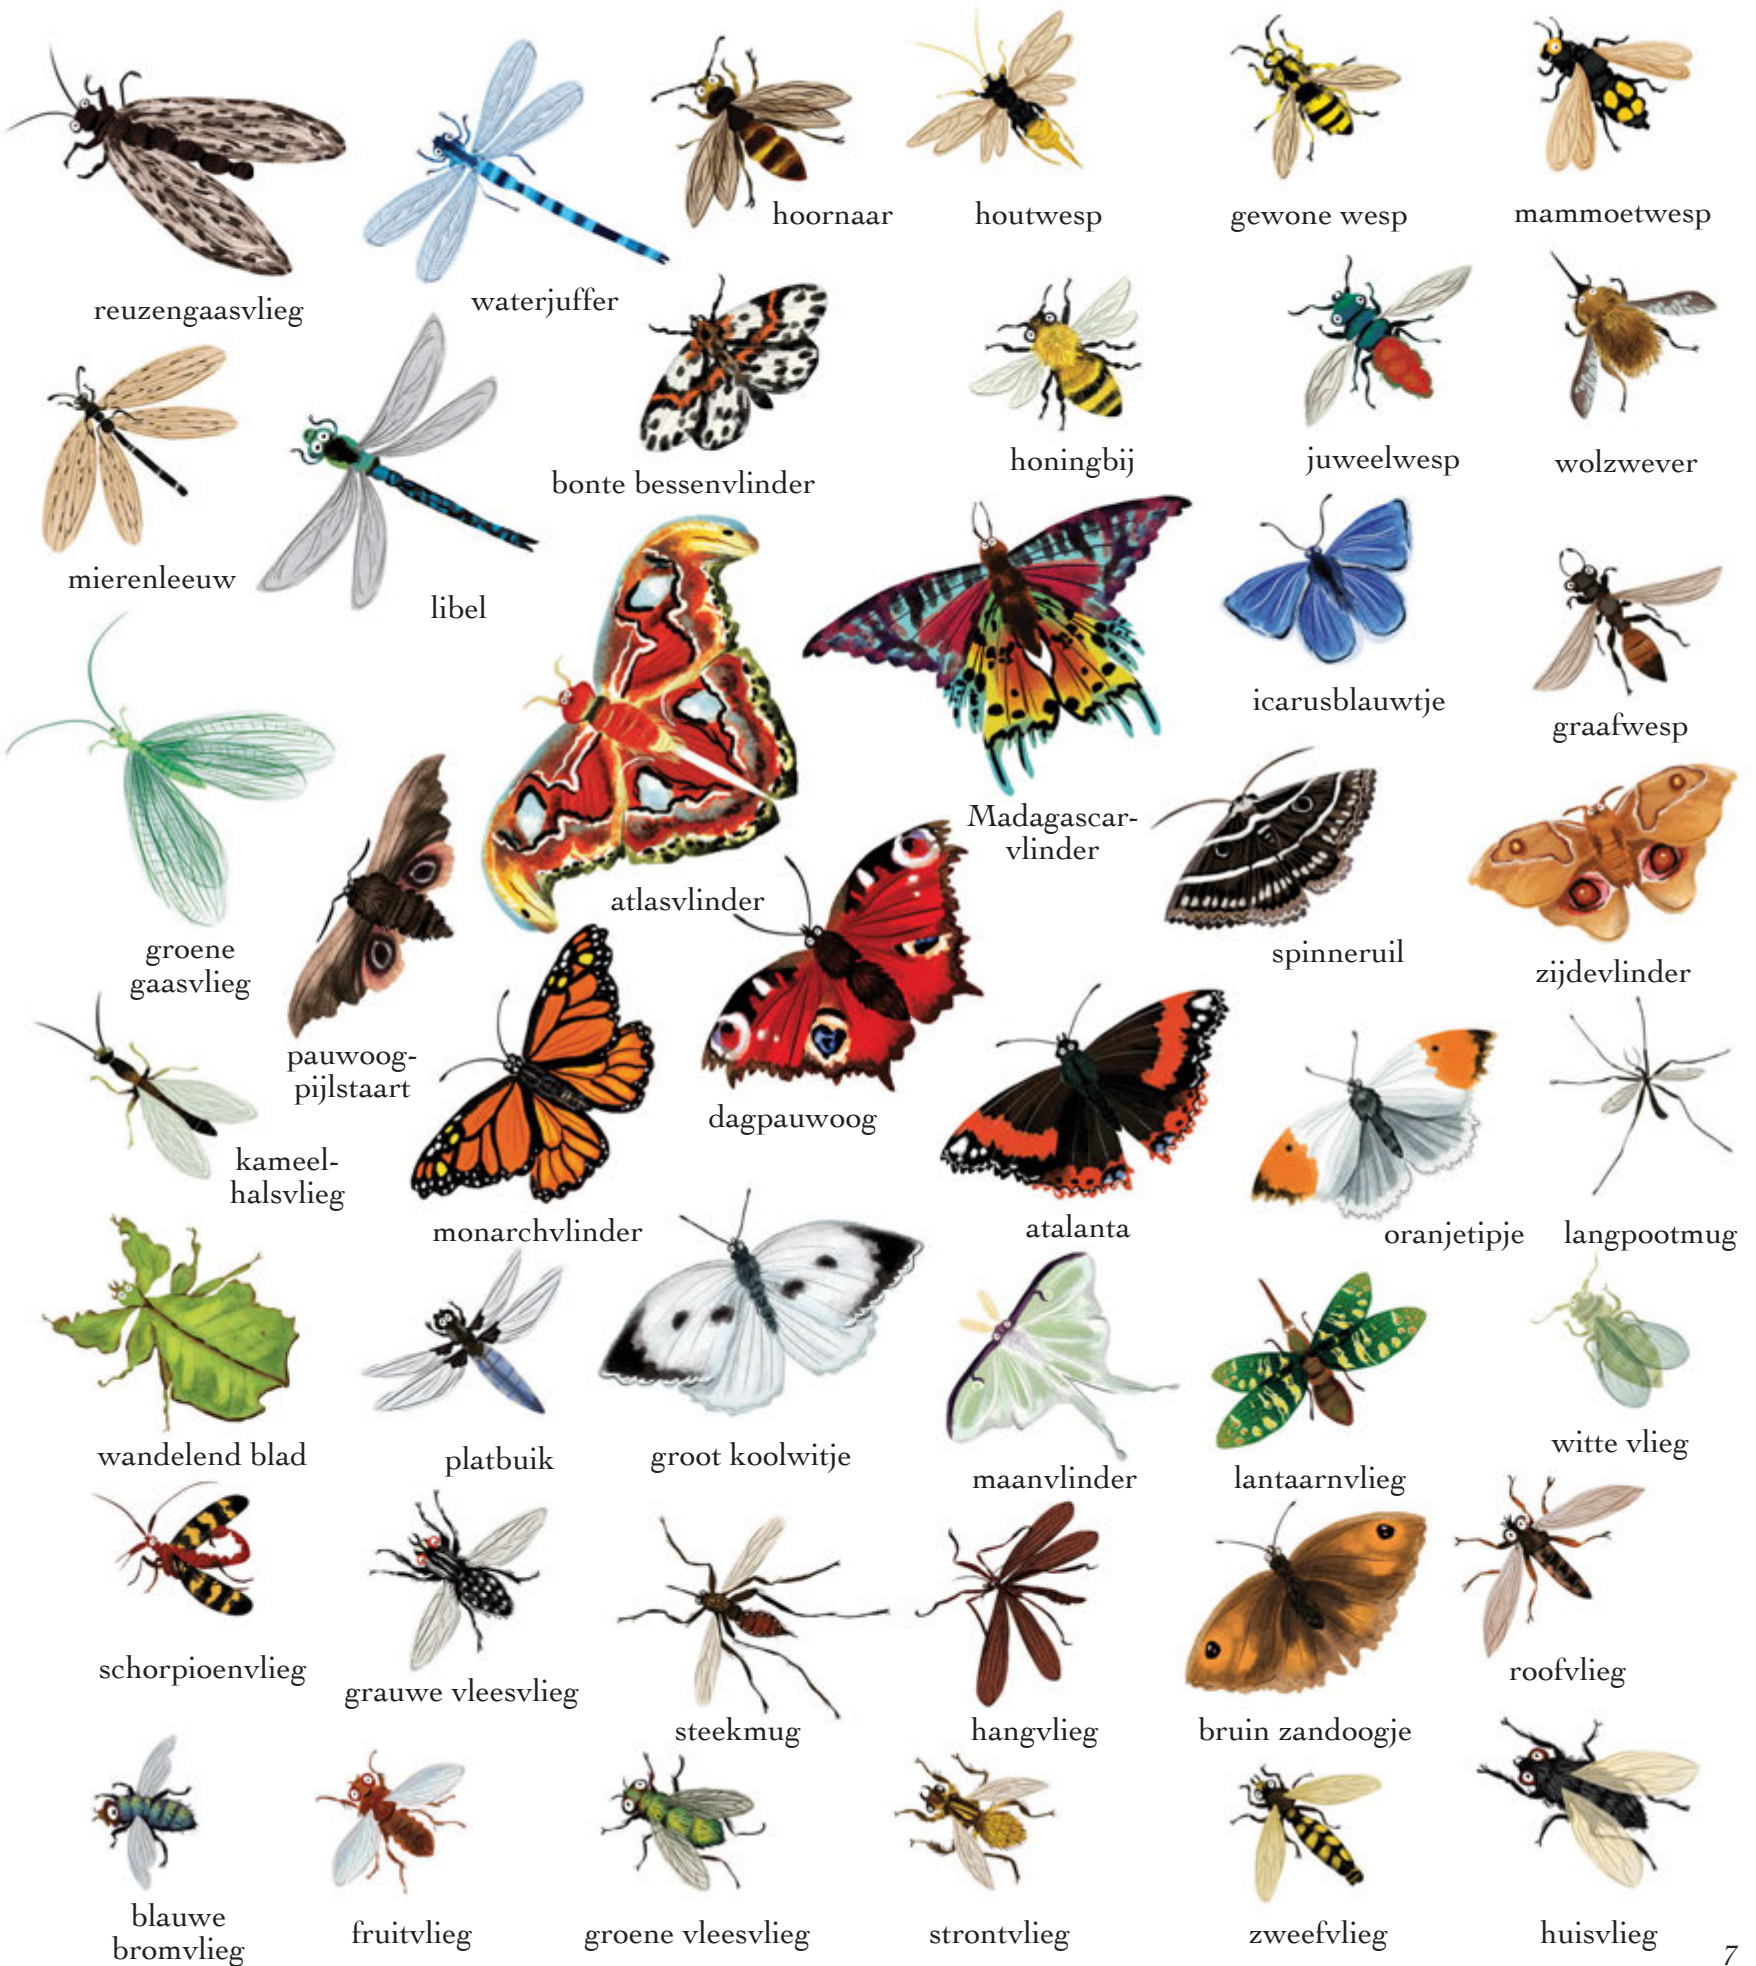 hoornaar
houtwesp
gewone wesp
mammoetwesp
reuzengaasvlieg
waterjuffer
bonte bessenvlinder
honingbij
juweelwesp
wolzwever
mierenleeuw
libel
icarusblauwtje
graafwesp
Madagascar-
vlinder
atlasvlinder
groene
gaasvlieg
spinneruil
zijdevlinder
pauwoog-
pijlstaart
dagpauwoog
kameel-
halsvlieg
monarchvlinder
atalanta
oranjetipje
langpootmug
wandelend blad
platbuik
groot koolwitje
maanvlinder
lantaarnvlieg
witte vlieg
schorpioenvlieg
grauwe vleesvlieg
steekmug
hangvlieg
bruin zandoogje
roofvlieg
blauwe
bromvlieg
fruitvlieg
groene vleesvlieg
strontvlieg
zweefvlieg
huisvlieg
7